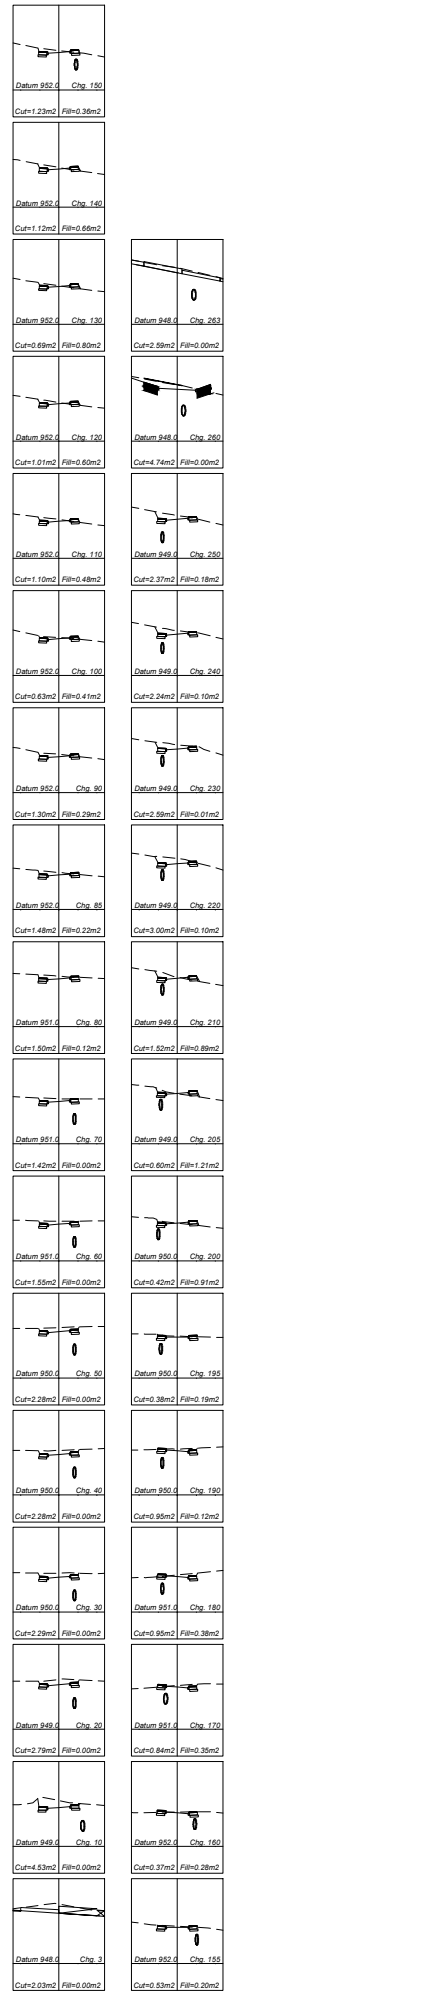 Datum 952.0 Chg. 150
Cut=1.23m2 Fill=0.36m2
Datum 952.0 Chg. 140
Cut=1.12m2 Fill=0.66m2
Datum 952.0 Chg. 130
Cut=0.69m2 Fill=0.80m2
Datum 952.0 Chg. 120
Cut=1.01m2 Fill=0.60m2
Datum 952.0 Chg. 110
Cut=1.10m2 Fill=0.48m2
Datum 952.0 Chg. 100
Cut=0.63m2 Fill=0.41m2
Datum 952.0 Chg. 90
Cut=1.30m2 Fill=0.29m2
Datum 952.0 Chg. 85
Cut=1.48m2 Fill=0.22m2
Datum 951.0 Chg. 80
Cut=1.50m2 Fill=0.12m2
Datum 951.0 Chg. 70
Cut=1.42m2 Fill=0.00m2
Datum 951.0 Chg. 60
Cut=1.55m2 Fill=0.00m2
Datum 950.0 Chg. 50
Cut=2.28m2 Fill=0.00m2
Datum 950.0 Chg. 40
Cut=2.28m2 Fill=0.00m2
Datum 950.0 Chg. 30
Cut=2.29m2 Fill=0.00m2
Datum 949.0 Chg. 20
Cut=2.79m2 Fill=0.00m2
Datum 949.0 Chg. 10
Cut=4.53m2 Fill=0.00m2
Datum 948.0 Chg. 3
Cut=2.03m2 Fill=0.00m2
Datum 948.0 Chg. 263
Cut=2.59m2 Fill=0.00m2
Datum 948.0 Chg. 260
Cut=4.74m2 Fill=0.00m2
Datum 949.0 Chg. 250
Cut=2.37m2 Fill=0.18m2
Datum 949.0 Chg. 240
Cut=2.24m2 Fill=0.10m2
Datum 949.0 Chg. 230
Cut=2.59m2 Fill=0.01m2
Datum 949.0 Chg. 220
Cut=3.00m2 Fill=0.10m2
Datum 949.0 Chg. 210
Cut=1.52m2 Fill=0.89m2
Datum 949.0 Chg. 205
Cut=0.60m2 Fill=1.21m2
Datum 950.0 Chg. 200
Cut=0.42m2 Fill=0.91m2
Datum 950.0 Chg. 195
Cut=0.38m2 Fill=0.19m2
Datum 950.0 Chg. 190
Cut=0.95m2 Fill=0.12m2
Datum 951.0 Chg. 180
Cut=0.95m2 Fill=0.38m2
Datum 951.0 Chg. 170
Cut=0.84m2 Fill=0.35m2
Datum 952.0 Chg. 160
Cut=0.37m2 Fill=0.28m2
Datum 952.0 Chg. 155
Cut=0.53m2 Fill=0.20m2